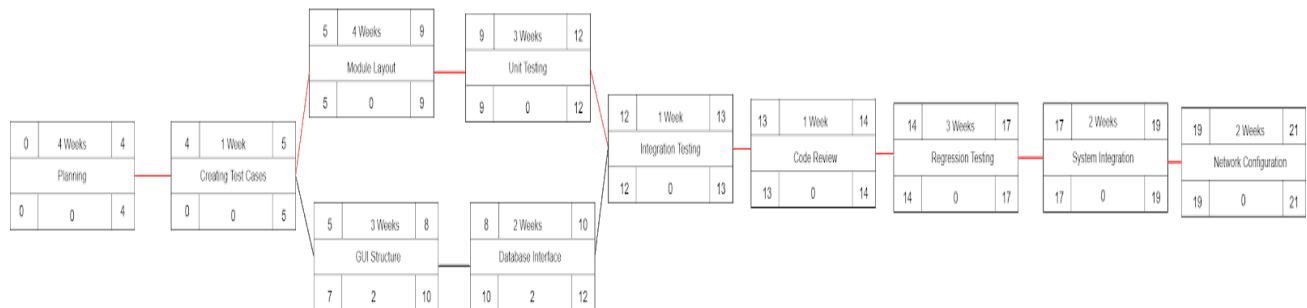 0 4 Weeks 4
Planning
0 0 4
4 1 Week 5
Creating Test Cases
0 0 5
5 4 Weeks 9
Module Layout
5 0 9
9 3 Weeks 12
Unit Testing
9 0 12
5 3 Weeks 8
GUI Structure
7 2 10
8 2 Weeks 10
Database Interface
10 2 12
12 1 Week 13
Integration Testing
12 0 13
13 1 Week 14
Code Review
13 0 14
14 3 Weeks 17
Regression Testing
14 0 17
17 2 Weeks 19
System Integration
17 0 19
19 2 Weeks 21
Network Configuration
19 0 21